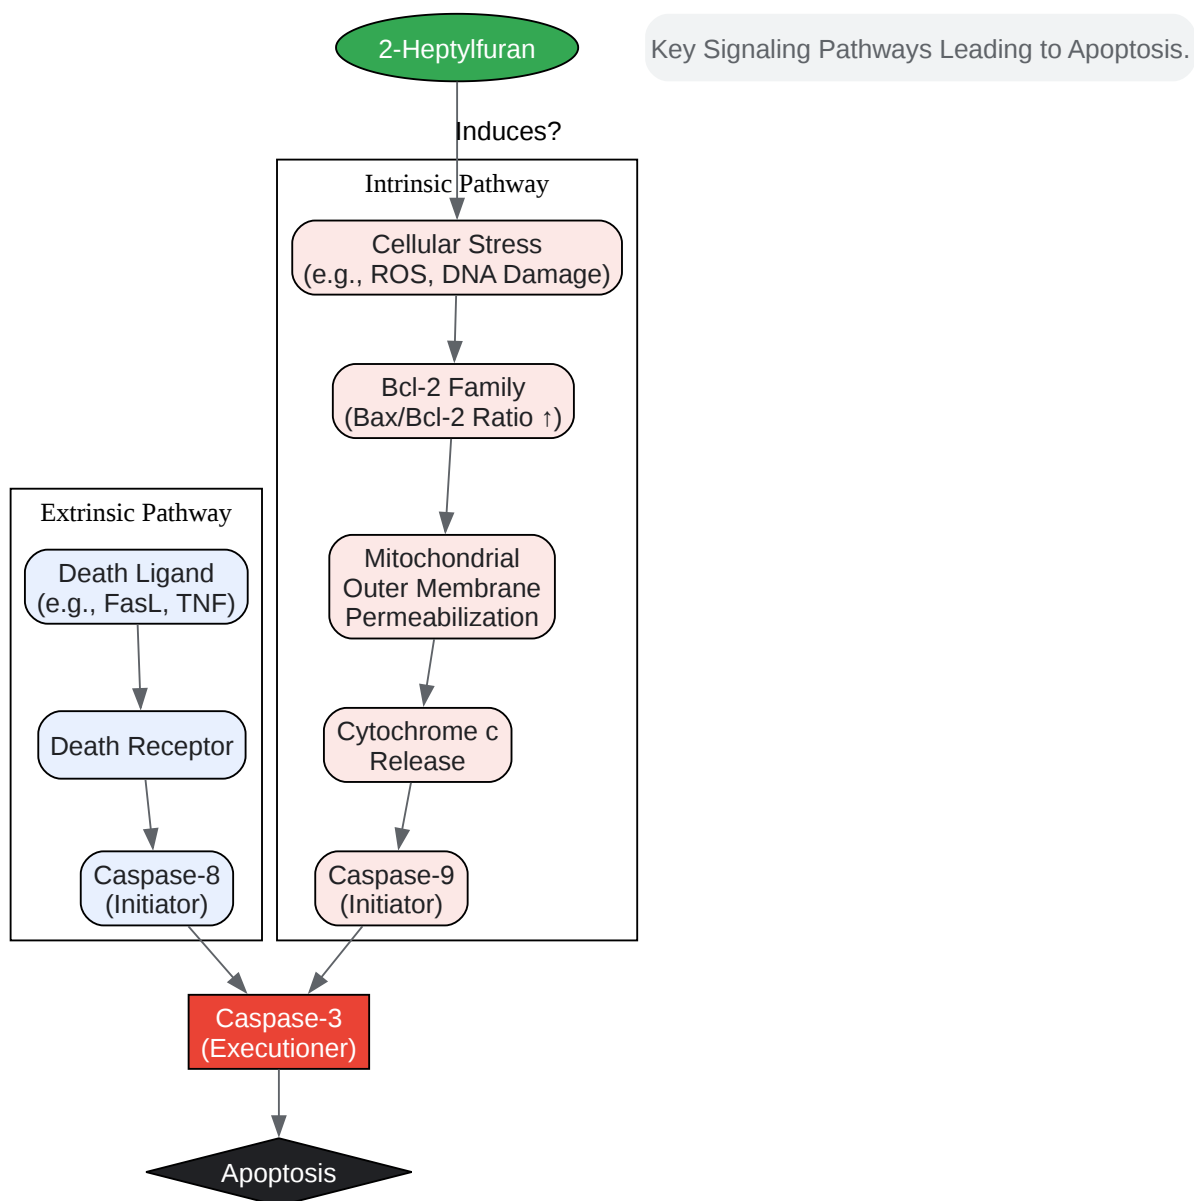 2-Heptylfuran
Key Signaling Pathways Leading to Apoptosis.
Induces?
Intrinsic Pathway
Cellular Stress
(e.g., ROS, DNA Damage)
Bcl-2 Family
(Bax/Bcl-2 Ratio ↑)
Mitochondrial
Outer Membrane
Permeabilization
Cytochrome c
Release
Caspase-9
(Initiator)
Extrinsic Pathway
Death Ligand
(e.g., FasL, TNF)
Death Receptor
Caspase-8
(Initiator)
Caspase-3
(Executioner)
Apoptosis